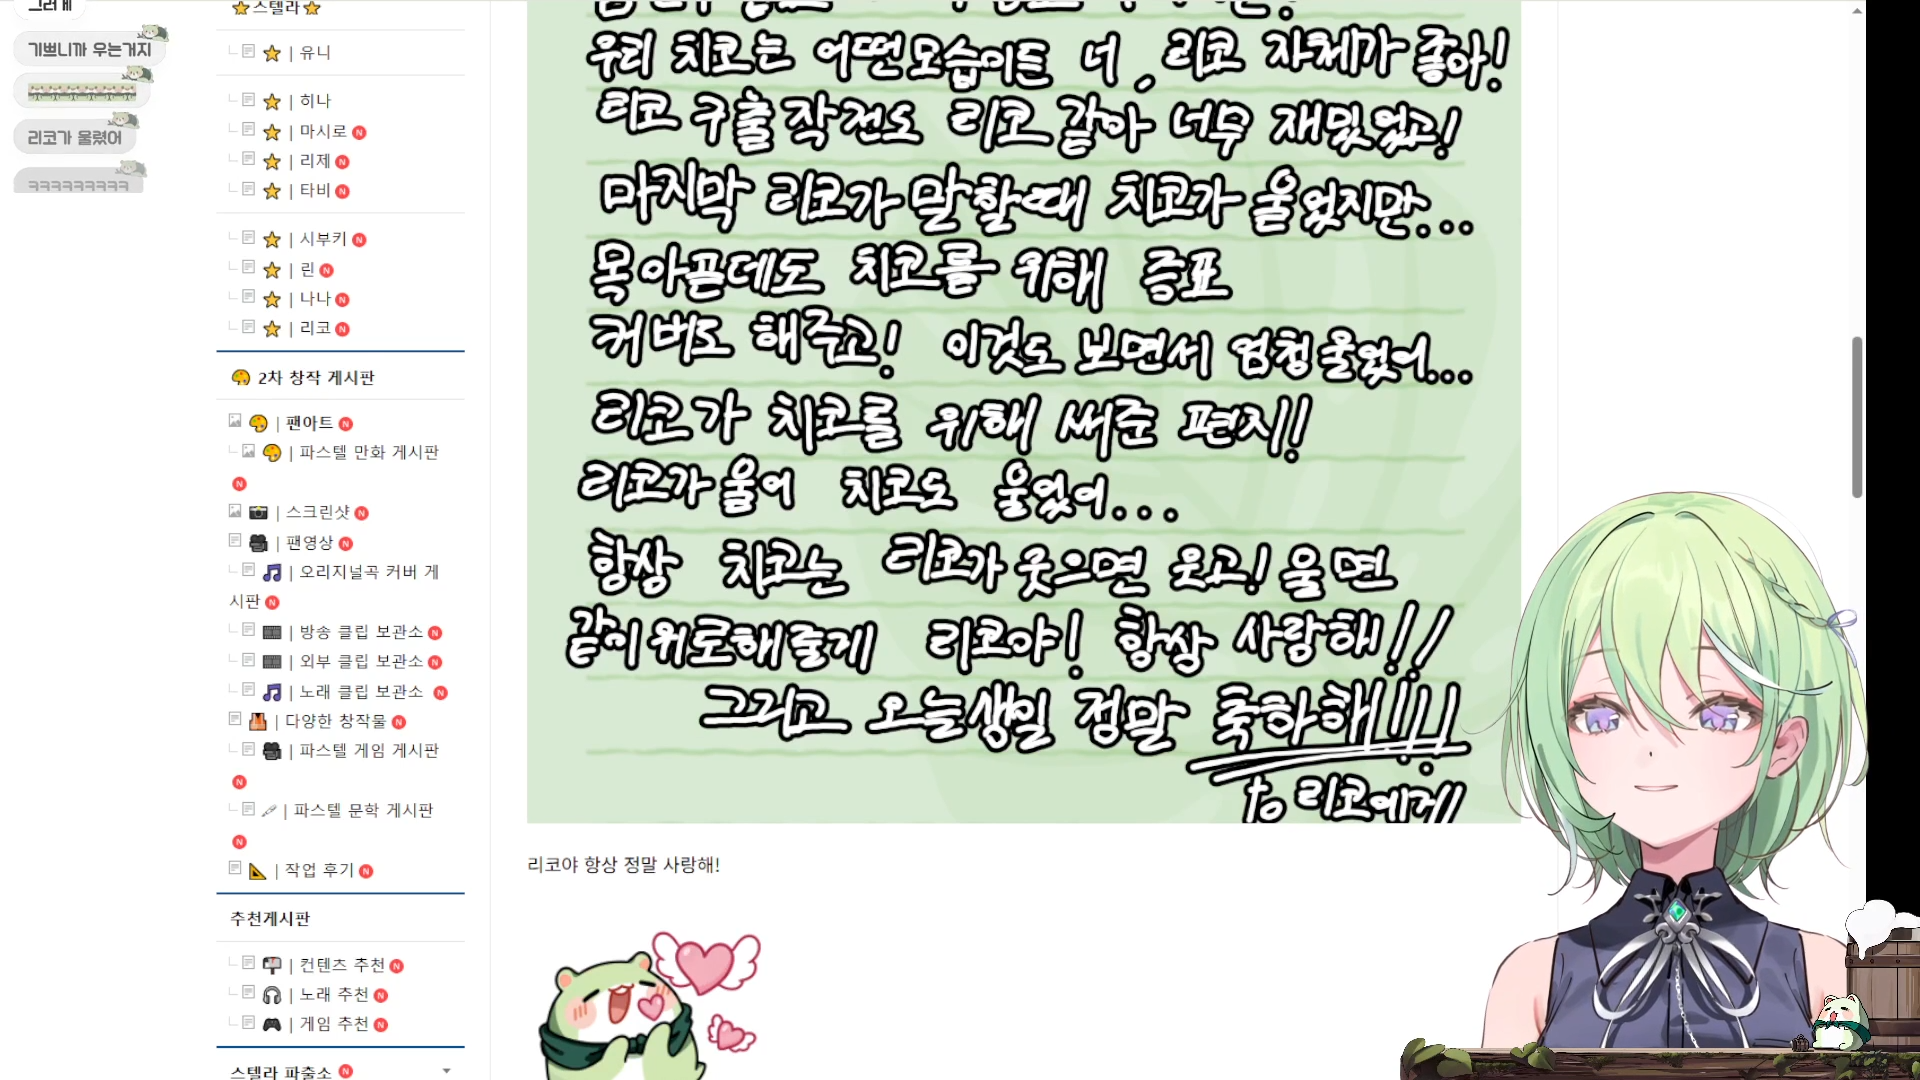 그러게
기쁘니까 우는거지
리코가 울렸어
ㅋㅋㅋㅋㅋㅋㅋㅋㅋ
스텔라
| 유니
| 히나
| 마시로 N
| 리제 N
| 타비 N
| 시부키 N
| 린 N
| 나나 N
| 리코 N
2차 창작 게시판
| 팬아트 N
| 파스텔 만화 게시판
N
| 스크린샷 N
| 팬영상 N
| 오리지널곡 커버 게
시판 N
| 방송 클립 보관소 N
| 외부 클립 보관소 N
| 노래 클립 보관소 N
| 다양한 창작물 N
| 파스텔 게임 게시판
N
| 파스텔 문학 게시판
N
| 작업 후기 N
추천게시판
| 컨텐츠 추천 N
| 노래 추천 N
| 게임 추천 N
스텔라 파출소 N
우리 치코는 어떤모습이든 너, 리코 자체가 좋아!
리코 구출작전도 리코 같아 너무 재밌었고!
마지막 리코가 말할때 치코가 울었지만...
목 아플텐데도 치코를 위해 증표
커버도 해주고! 이것도 보면서 엄청울었어...
리코가 치코를 위해 써준 편지!!
리코가 울어 치코도 울었어...
항상 치코는 리코가 웃으면 웃고! 울면
같이 위로해줄게 리코야! 항상 사랑해!!
그리고 오늘생일 정말 축하해!!!
to 리코에게
리코야 항상 정말 사랑해!